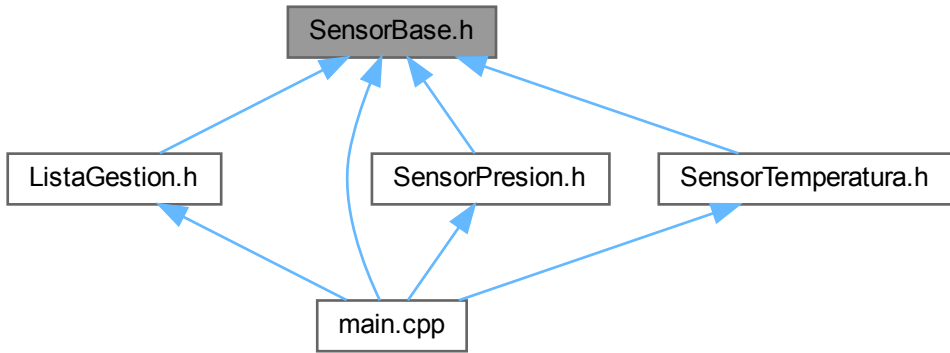 SensorBase.h
ListaGestion.h
SensorPresion.h
SensorTemperatura.h
main.cpp